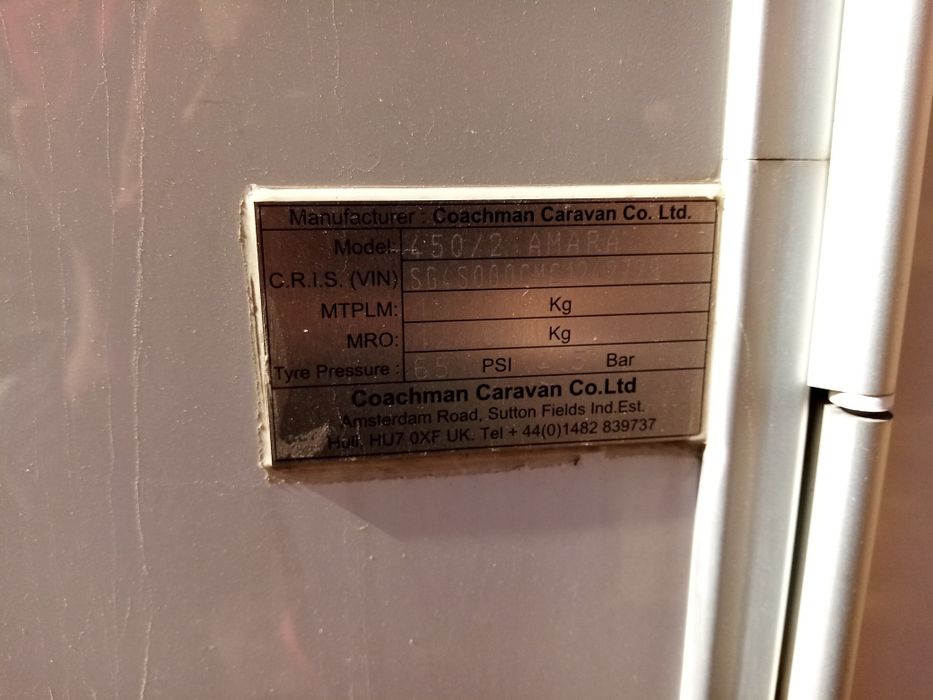 Manufacturer : Coachman Caravan Co. Ltd.
Model: 450/2 AMARA
C.R.I.S. (VIN)
MTPLM: Kg
MRO: Kg
Tyre Pressure : 65 PSI Bar
Coachman Caravan Co.Ltd
Amsterdam Road, Sutton Fields Ind.Est.
Hull, HU7 0XF UK. Tel + 44(0)1482 839737